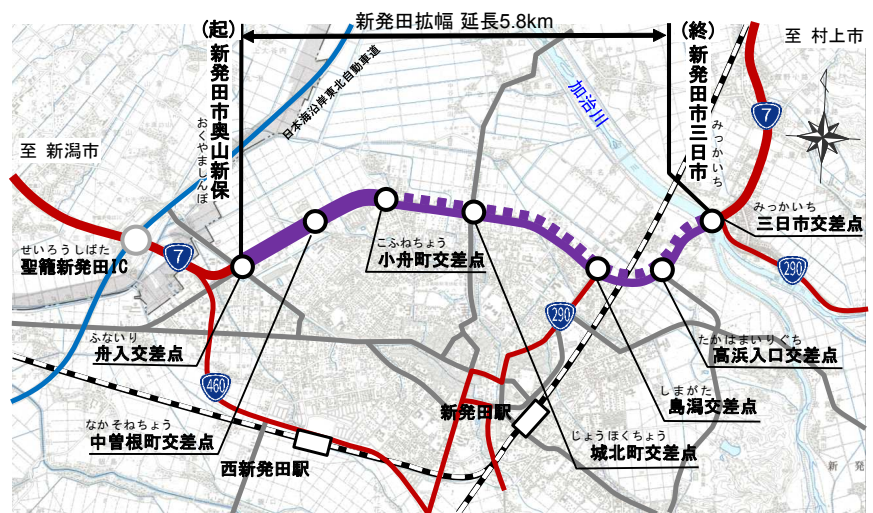 新発田拡幅 延長5.8km
(起)新発田市奥山新保
おくやましんぽ
(終)新発田市三日市
みっかいち
至 村上市
至 新潟市
日本海沿岸東北自動車道
加治川
7
7
せいろうしばた
聖籠新発田IC
こふねちょう
小舟町交差点
みっかいち
三日市交差点
290
290
ふないり
舟入交差点
たかはまいりぐち
高浜入口交差点
460
しまがた
島潟交差点
新発田駅
なかそねちょう
中曽根町交差点
じょうほくちょう
城北町交差点
西新発田駅
新発